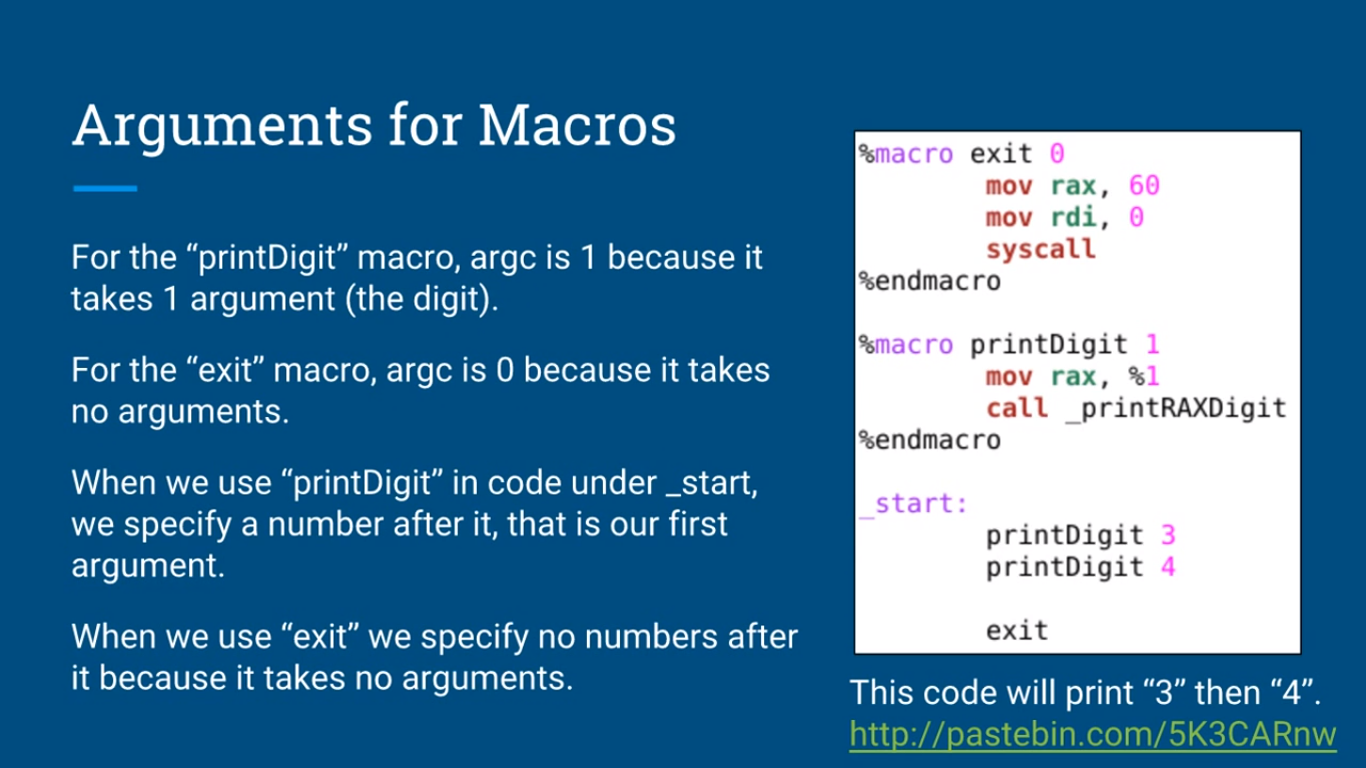 Arguments for Macros
For the “printDigit” macro, argc is 1 because it
takes 1 argument (the digit).
For the “exit” macro, argc is 0 because it takes
no arguments.
When we use “printDigit” in code under _start,
we specify a number after it, that is our first
argument.
When we use “exit” we specify no numbers after
it because it takes no arguments.
%macro exit 0
        mov rax, 60
        mov rdi, 0
        syscall
%endmacro
%macro printDigit 1
        mov rax, %1
        call _printRAXDigit
%endmacro
_start:
        printDigit 3
        printDigit 4
        exit
This code will print “3” then “4”.
http://pastebin.com/5K3CARnw